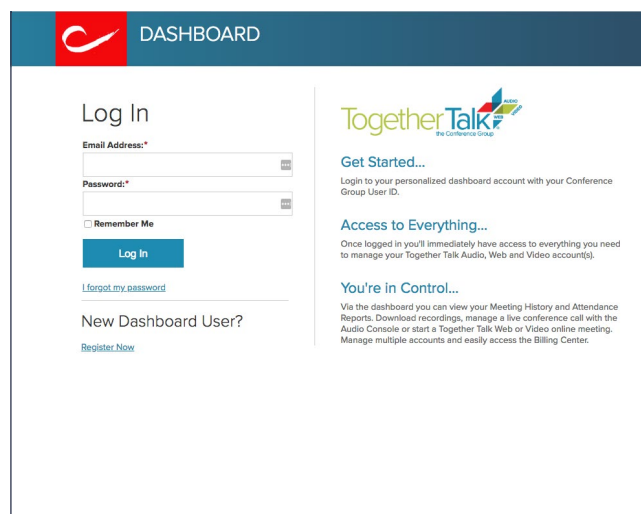 DASHBOARD
Log In
Email Address:*
Password:*
Remember Me
Log In
I forgot my password
New Dashboard User?
Register Now
TogetherTalk
AUDIO
WEB
VIDEO
the Conference Group
Get Started...
Login to your personalized dashboard account with your Conference
Group User ID.
Access to Everything...
Once logged in you'll immediately have access to everything you need
to manage your Together Talk Audio, Web and Video account(s).
You're in Control...
Via the dashboard you can view your Meeting History and Attendance
Reports. Download recordings, manage a live conference call with the
Audio Console or start a Together Talk Web or Video online meeting.
Manage multiple accounts and easily access the Billing Center.